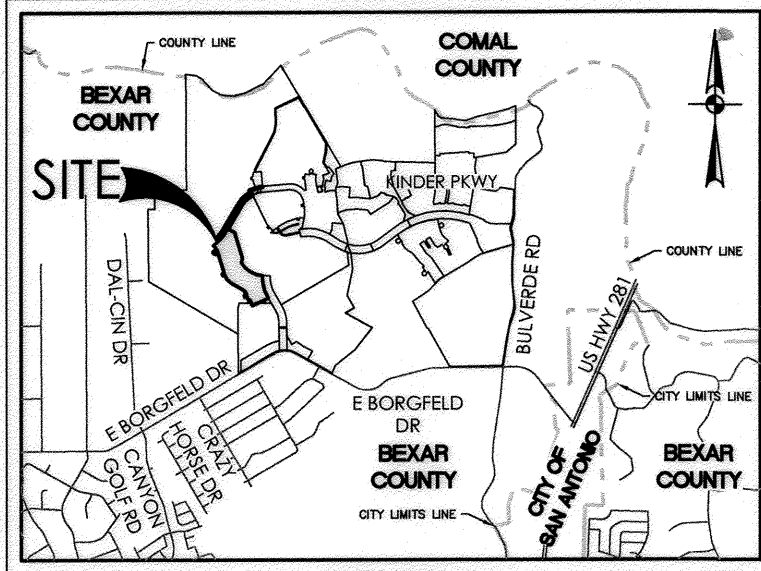 COUNTY LINE
COMAL
COUNTY
BEXAR
COUNTY
SITE
KINDER PKWY
COUNTY LINE
DAL-CIN DR
BULVERDE RD
US HWY 281
E BORGFELD DR
E BORGFELD
DR
CITY LIMITS LINE
CRAZY
HORSE DR
CANYON
GOLF RD
BEXAR
COUNTY
CITY OF
SAN ANTONIO
BEXAR
COUNTY
CITY LIMITS LINE